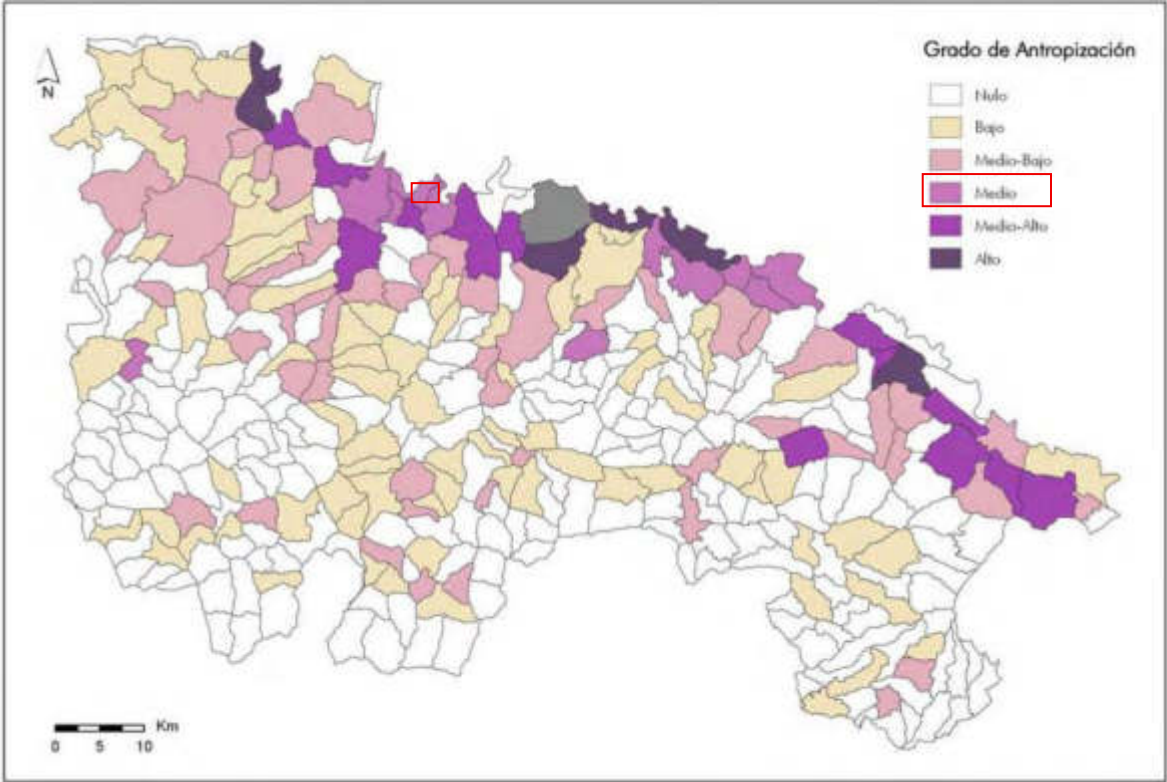 Grado de Antropización
N
Nulo
Bajo
Medio-Bajo
Medio
Medio-Alto
Alto
Km
0 5 10